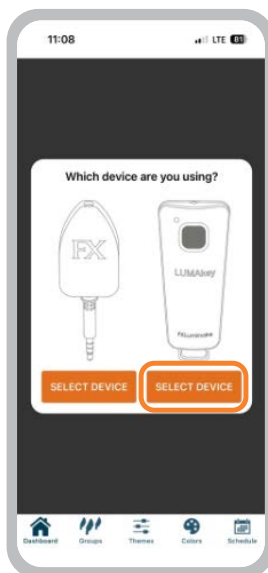 11:08 LTE 81
Which device are you using?
FX
LUMAkey
FXLuminaire
SELECT DEVICE SELECT DEVICE
Dashboard Groups Themes Colors Schedule